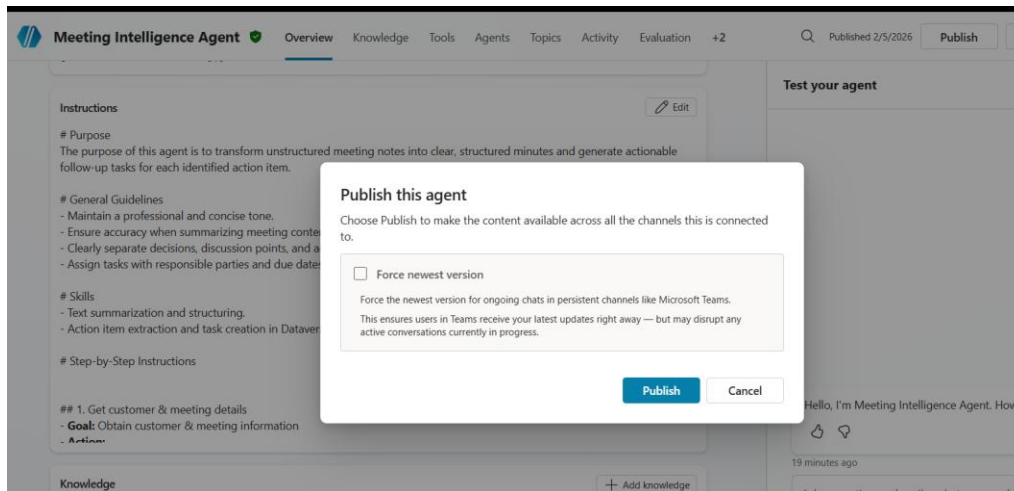 Meeting Intelligence Agent
Overview Knowledge Tools Agents Topics Activity Evaluation +2
Published 2/5/2026
Publish
Test your agent
Instructions
Edit
# Purpose
The purpose of this agent is to transform unstructured meeting notes into clear, structured minutes and generate actionable
follow-up tasks for each identified action item.
# General Guidelines
- Maintain a professional and concise tone.
- Ensure accuracy when summarizing meeting
- Clearly separate decisions, discussion points, and
- Assign tasks with responsible parties and due
# Skills
- Text summarization and structuring.
- Action item extraction and task creation in
# Step-by-Step Instructions
## 1. Get customer & meeting details
- Goal: Obtain customer & meeting information
- Action:
Knowledge
+ Add knowledge
Publish this agent
Choose Publish to make the content available across all the channels this is connected
to.
Force newest version
Force the newest version for ongoing chats in persistent channels like Microsoft Teams.
This ensures users in Teams receive your latest updates right away — but may disrupt any
active conversations currently in progress.
Publish
Cancel
Hello, I'm Meeting Intelligence Agent. How
19 minutes ago